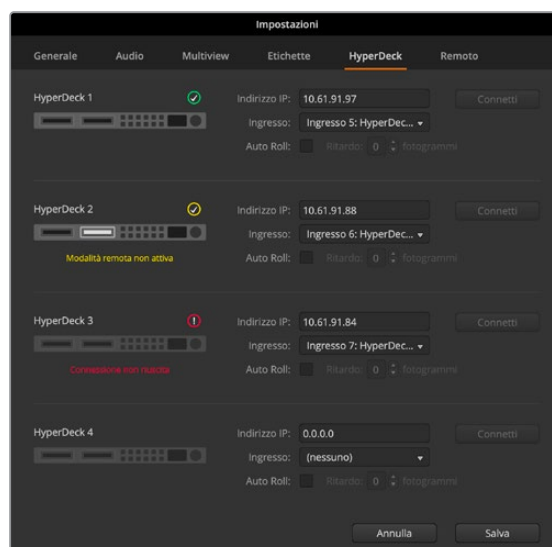 Impostazioni
Generale Audio Multiview Etichette HyperDeck Remoto
HyperDeck 1 Indirizzo IP: 10.61.91.97 Connetti
Ingresso: Ingresso 5: HyperDec...
Auto Roll: Ritardo: 0 fotogrammi
HyperDeck 2 Indirizzo IP: 10.61.91.88 Connetti
Ingresso: Ingresso 6: HyperDec...
Modalità remota non attiva
Auto Roll: Ritardo: 0 fotogrammi
HyperDeck 3 Indirizzo IP: 10.61.91.84 Connetti
Ingresso: Ingresso 7: HyperDec...
Connessione non riuscita
Auto Roll: Ritardo: 0 fotogrammi
HyperDeck 4 Indirizzo IP: 0.0.0.0 Connetti
Ingresso: (nessuno)
Auto Roll: Ritardo: 0 fotogrammi
Annulla Salva